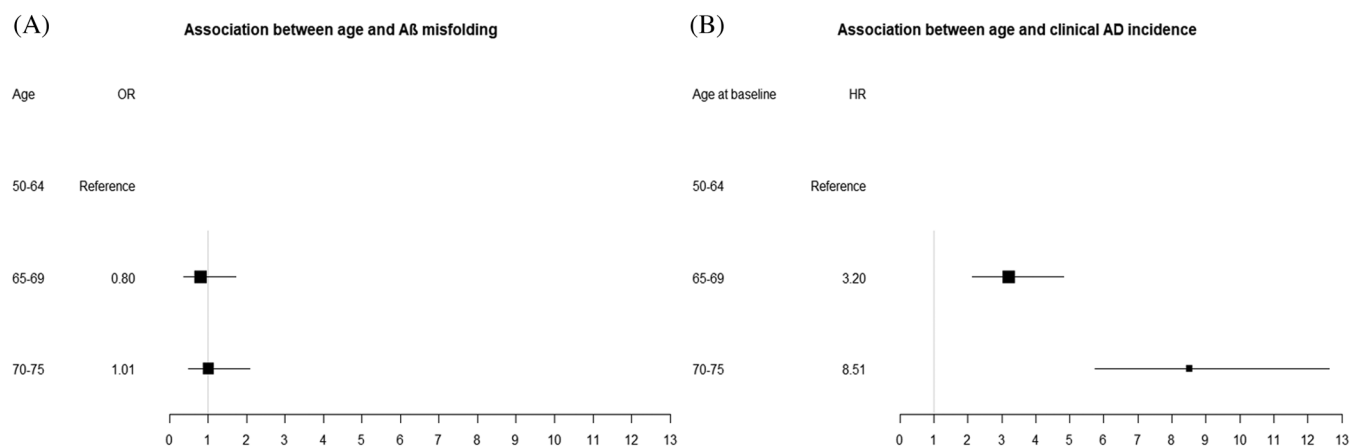 (A)
Association between age and Aß misfolding
Age OR
50-64 Reference
65-69 0.80
70-75 1.01
0 1 2 3 4 5 6 7 8 9 10 11 12 13
(B)
Association between age and clinical AD incidence
Age at baseline HR
50-64 Reference
65-69 3.20
70-75 8.51
0 1 2 3 4 5 6 7 8 9 10 11 12 13